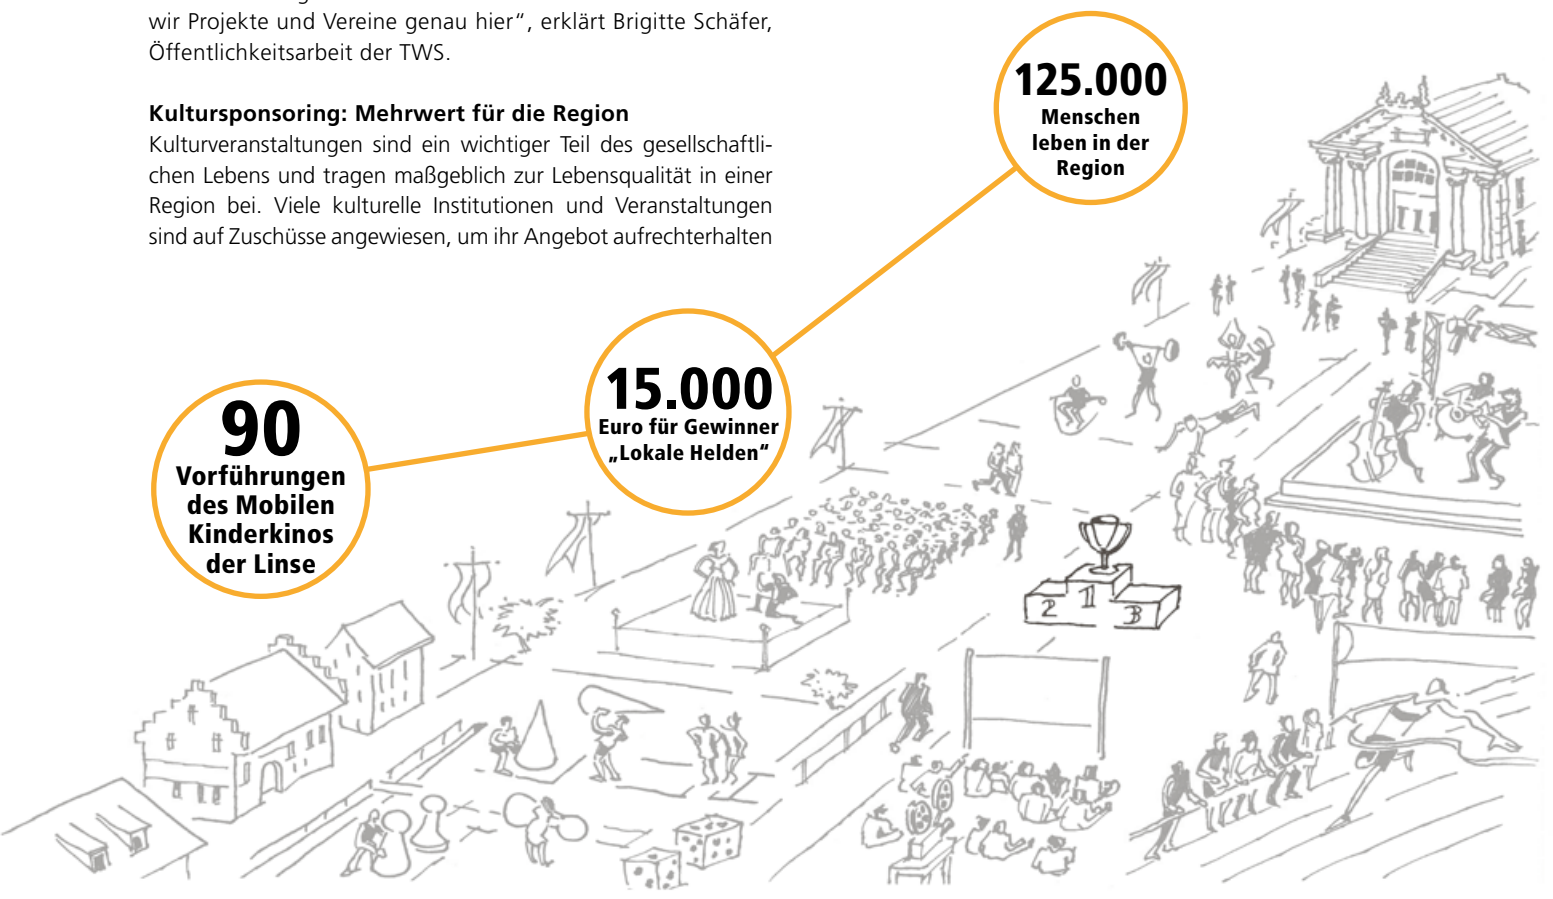 wir Projekte und Vereine genau hier“, erklärt Brigitte Schäfer,
Öffentlichkeitsarbeit der TWS.
Kultursponsoring: Mehrwert für die Region
Kulturveranstaltungen sind ein wichtiger Teil des gesellschaftli-
chen Lebens und tragen maßgeblich zur Lebensqualität in einer
Region bei. Viele kulturelle Institutionen und Veranstaltungen
sind auf Zuschüsse angewiesen, um ihr Angebot aufrechterhalten
125.000
Menschen
leben in der
Region
15.000
Euro für Gewinner
„Lokale Helden“
90
Vorführungen
des Mobilen
Kinderkinos
der Linse
2 1 3